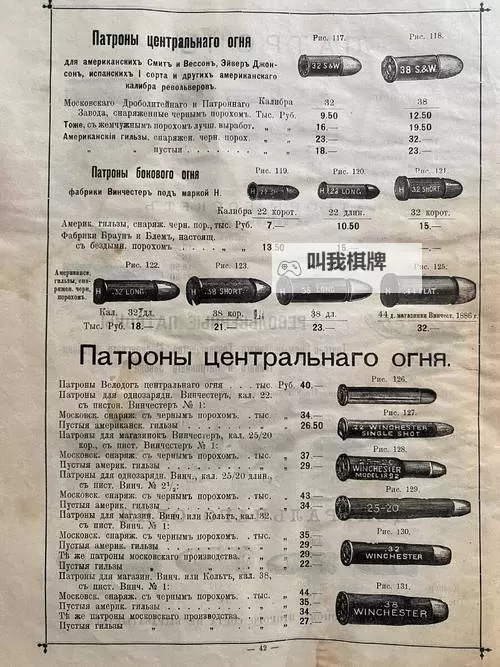 Патроны центральнаго огня
для американскихъ Смитъ и Вессонъ, Эйверъ Джон-
сонъ, испанскихъ I сорта и другихъ американскаго
калибра револьверовъ.
Рис. 117.
Рис. 118.
32 S&W.
38 S&W.
Московскаго Дроболитейнаго и Патроннаго Калибра 32 38
Завода, снаряженные чернымъ порохомъ. Тыс. Руб. 9.50 12.50
Тоже, съ жемчужнымъ порохомъ лучш. выработ. „ „ 16.— 19.50
Американскія гильзы, снаряжен. черн. порох. „ „ 23.— 32.—
„ „ пустыя . . . . . . . „ „ 18.— 23.—
Патроны бокового огня
фабрики Винчестеръ подъ маркой Н.
Рис. 119.
Рис. 120.
Рис. 121.
H 22 LONG
H 32 SHORT
Калибра 22 корот. 22 длин. 32 корот.
Америк. гильзы, снаряж. черн. пор., тыс. Руб. 7.— 10.50 15.—
Фабрики Браунъ и Блемъ, настоящ.
съ бездымн. порохомъ. . . . . „ „ 13.50 15.—
叫我棋牌
Американск.
гильзы, сна-
ряжен. черн.
порохомъ.
Рис. 122.
Рис. 123.
Рис. 125.
H .32 LONG
H .38 SHORT
Кал. 32 дл. 38 кор. 38 дл. 44 д. магазинки Винчест. 1886 г.
Тыс. Руб. 18.— 21.— 23.— 32.—
Патроны центральнаго огня.
Патроны Велодогъ центральнаго огня . . . тыс. Руб. 40.—
Патроны для однозарядн. Винчестеръ, кал. 22.
съ пистон. Винчестеръ № 1:
Московск. снаряж. съ чернымъ порохомъ. . тыс. „ 34.—
Пустыя америкаиск. гильзы . . . . . . . „ „ 26.50
Патроны для магазинокъ Винчестеръ, кал. 25/20
кор., съ пист. Винчестеръ № 1:
Московск. снаряж. съ чернымъ порохомъ. . тыс. „ 37.—
Пустыя америк. гильзы . . . . . . . „ „ 29.—
Патроны для однозарядн. Винч., кал. 25/20 длин.,
съ пист. Винч. № 2½:
Московск. снаряж. съ чернымъ порохомъ. . тыс. „ 43—
Пустыя америк. гильзы . . . . . . . „ „ 34—
Патроны для магазин. Винч. или Кольтъ, кал. 32,
съ пист. Винч. № 1:
Московск. снаряж. съ чернымъ порохомъ. . тыс. „ 35.—
Пустыя америк. гильзы . . . . . . . „ „ 29.—
Тѣ же патроны московскаго производства. „ „ 29.—
Пустыя гильзы „ „ „ „ 22.—
Патроны для магазин. Винч. или Кольтъ, кал. 38,
съ пист. Винч. № 1:
Московск. снаряж. съ чернымъ порохомъ. . тыс. „ 44.—
Пустыя америк. гильзы . . . . . . . „ „ 35.—
Тѣ же патроны московскаго производства. „ „ 34.—
Пустыя гильзы „ „ „ „ 27.—
Рис. 126.
Рис. 127.
.22 WINCHESTER
SINGLE SHOT
Рис. 128.
WINCHESTER
MODEL 1892
Рис. 129.
25-20
Рис. 130.
.32
WINCHESTER
Рис. 131.
.38
WINCHESTER
— 42 —